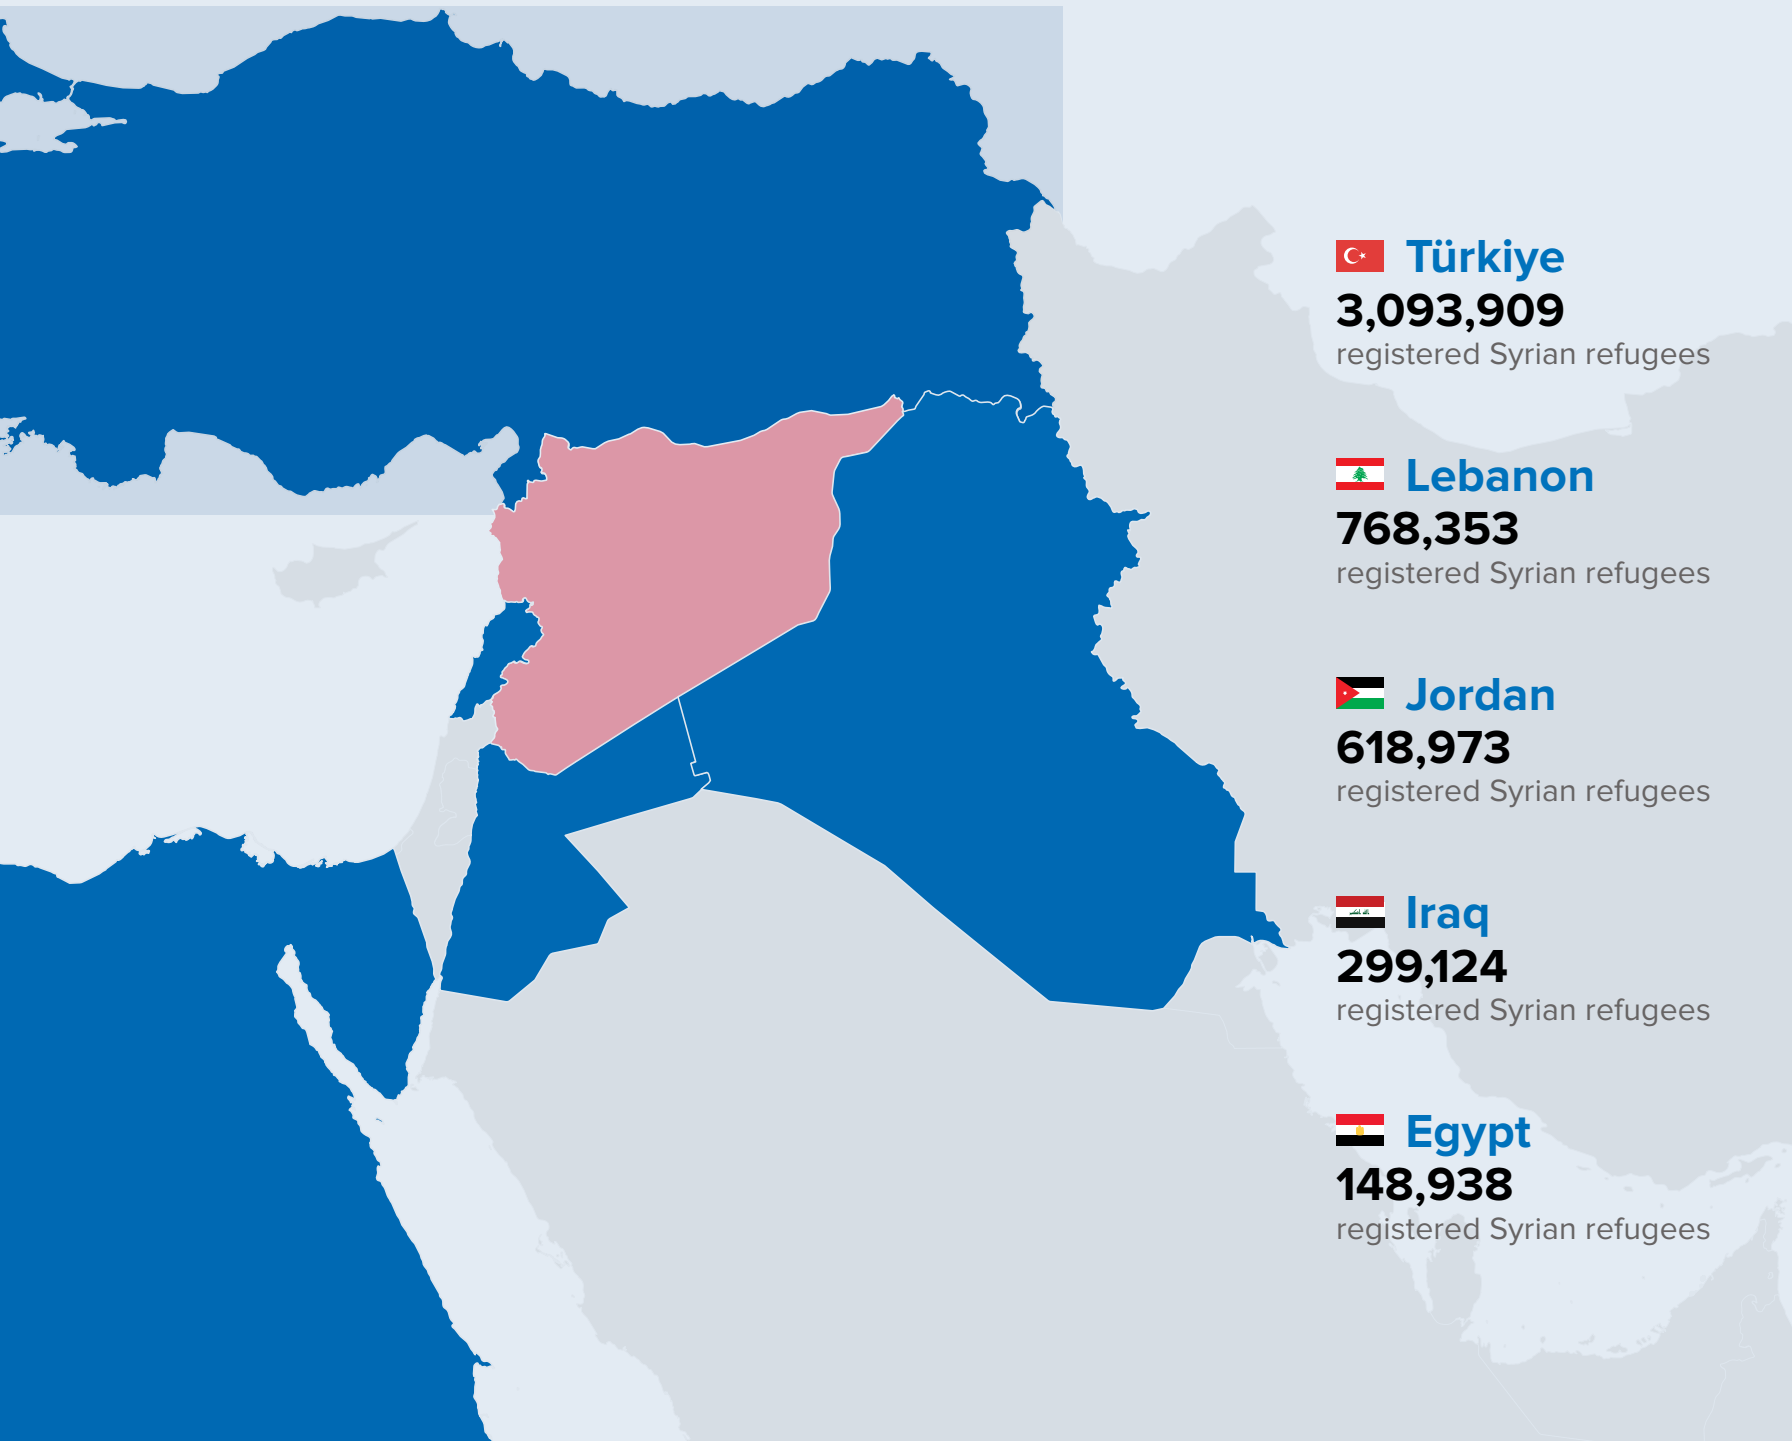 Türkiye
3,093,909
registered Syrian refugees
Lebanon
768,353
registered Syrian refugees
Jordan
618,973
registered Syrian refugees
Iraq
299,124
registered Syrian refugees
Egypt
148,938
registered Syrian refugees